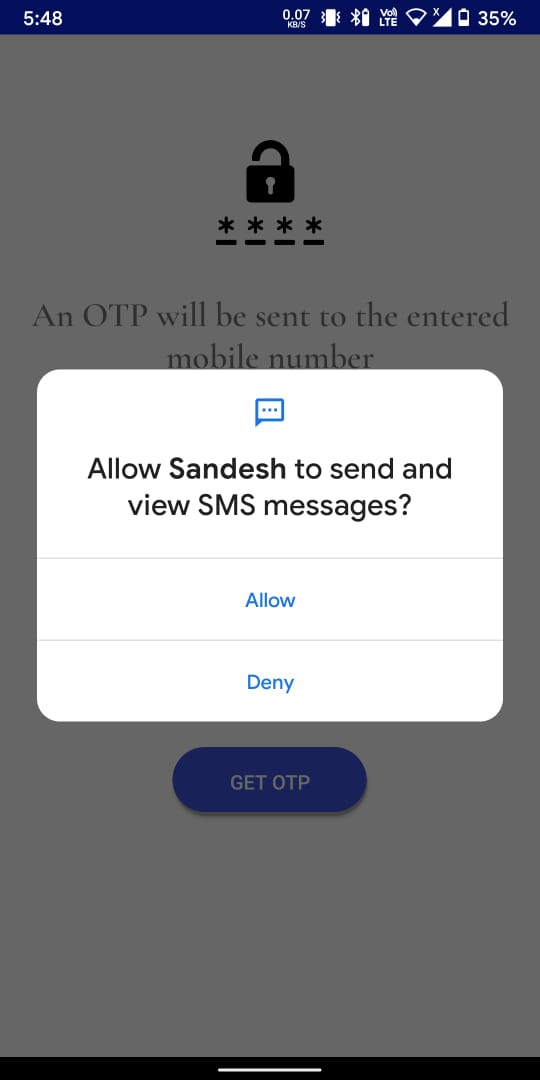 5:48
0.07
KB/S
Vo))
LTE
X
35%
****
An OTP will be sent to the entered
mobile number
Allow Sandesh to send and
view SMS messages?
Allow
Deny
GET OTP